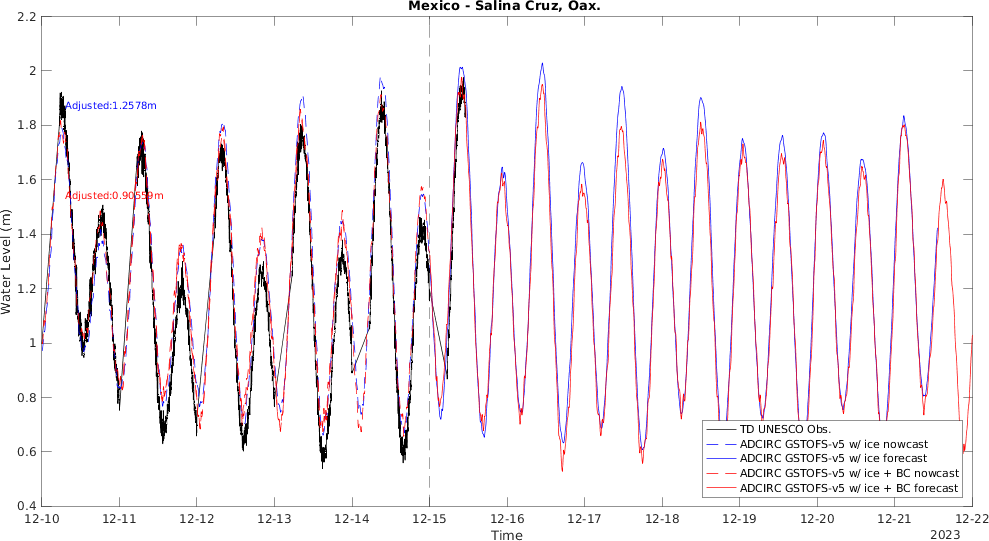 Mexico - Salina Cruz, Oax.
2.2
2
1.8
1.6
1.4
1.2
1
0.8
0.6
0.4
Water Level (m)
Adjusted:1.2578m
Adjusted:0.90559m
TD UNESCO Obs.
ADCIRC GSTOFS-v5 w/ ice nowcast
ADCIRC GSTOFS-v5 w/ ice forecast
ADCIRC GSTOFS-v5 w/ ice + BC nowcast
ADCIRC GSTOFS-v5 w/ ice + BC forecast
12-10 12-11 12-12 12-13 12-14 12-15 12-16 12-17 12-18 12-19 12-20 12-21 12-22
Time
2023